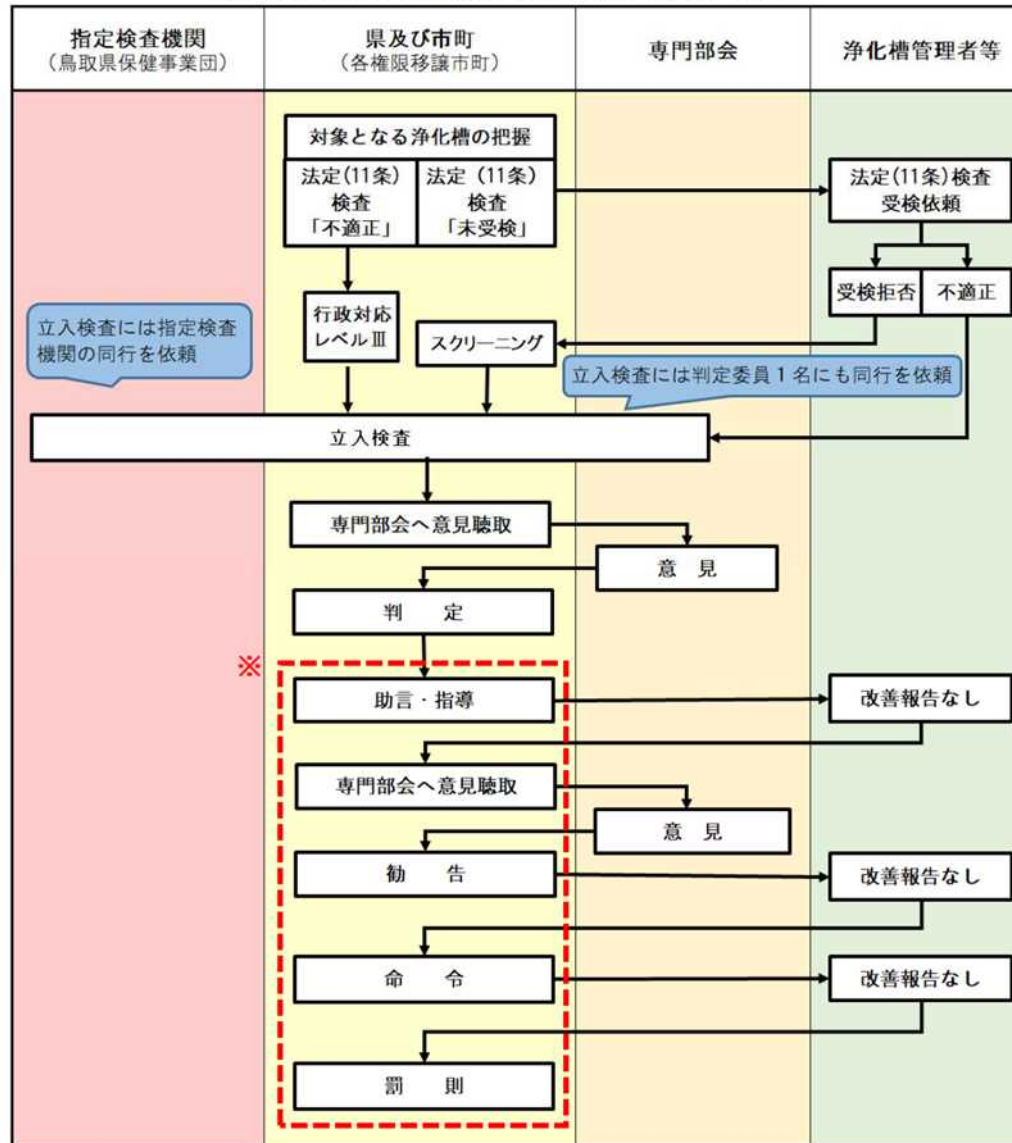 指定検査機関
（鳥取県保健事業団）
県及び市町
（各権限移譲市町）
専門部会
浄化槽管理者等
対象となる浄化槽の把握
法定(11条)
検査
「不適正」
法定（11条）
検査
「未受検」
法定(11条)検査
受検依頼
受検拒否
不適正
行政対応
レベルⅢ
スクリーニング
立入検査には指定検査
機関の同行を依頼
立入検査には判定委員１名にも同行を依頼
立入検査
専門部会へ意見聴取
意　見
判　定
※
助言・指導
改善報告なし
専門部会へ意見聴取
意　見
勧　告
改善報告なし
命　令
改善報告なし
罰　則